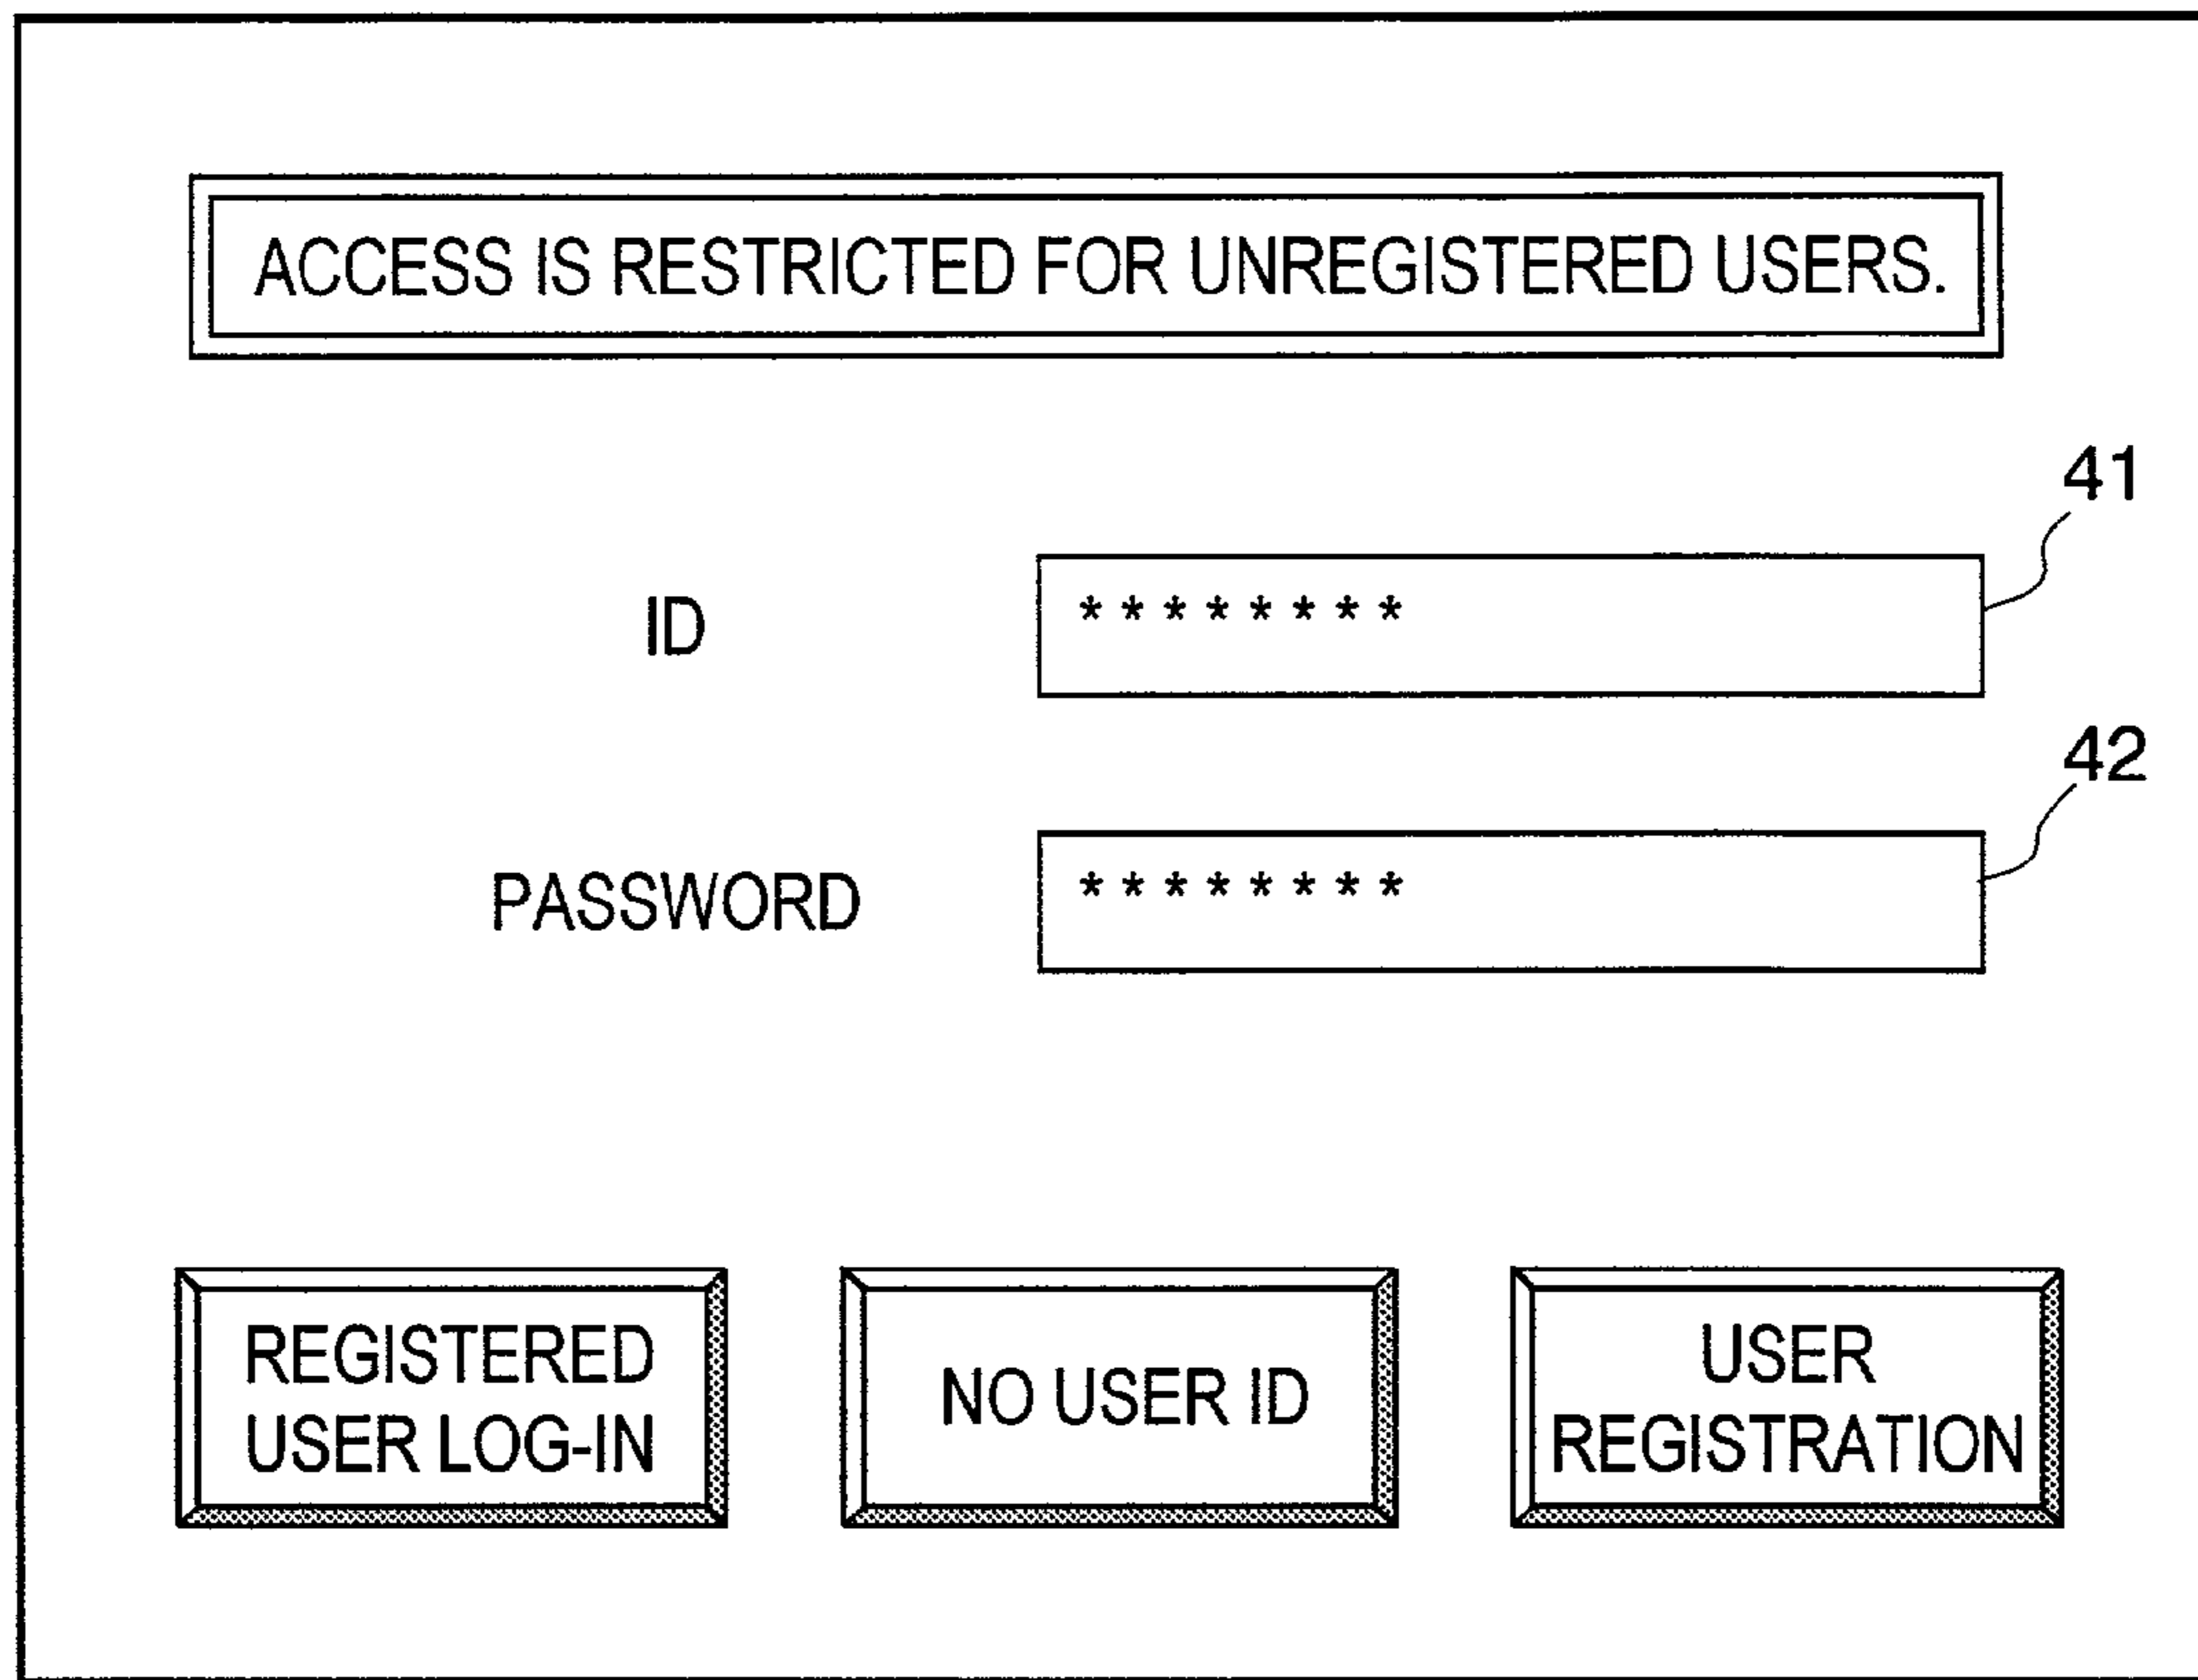 ACCESS IS RESTRICTED FOR UNREGISTERED USERS.
41
ID
* * * * * * * *
42
PASSWORD
* * * * * * * *
REGISTERED
USER LOG-IN
NO USER ID
USER
REGISTRATION